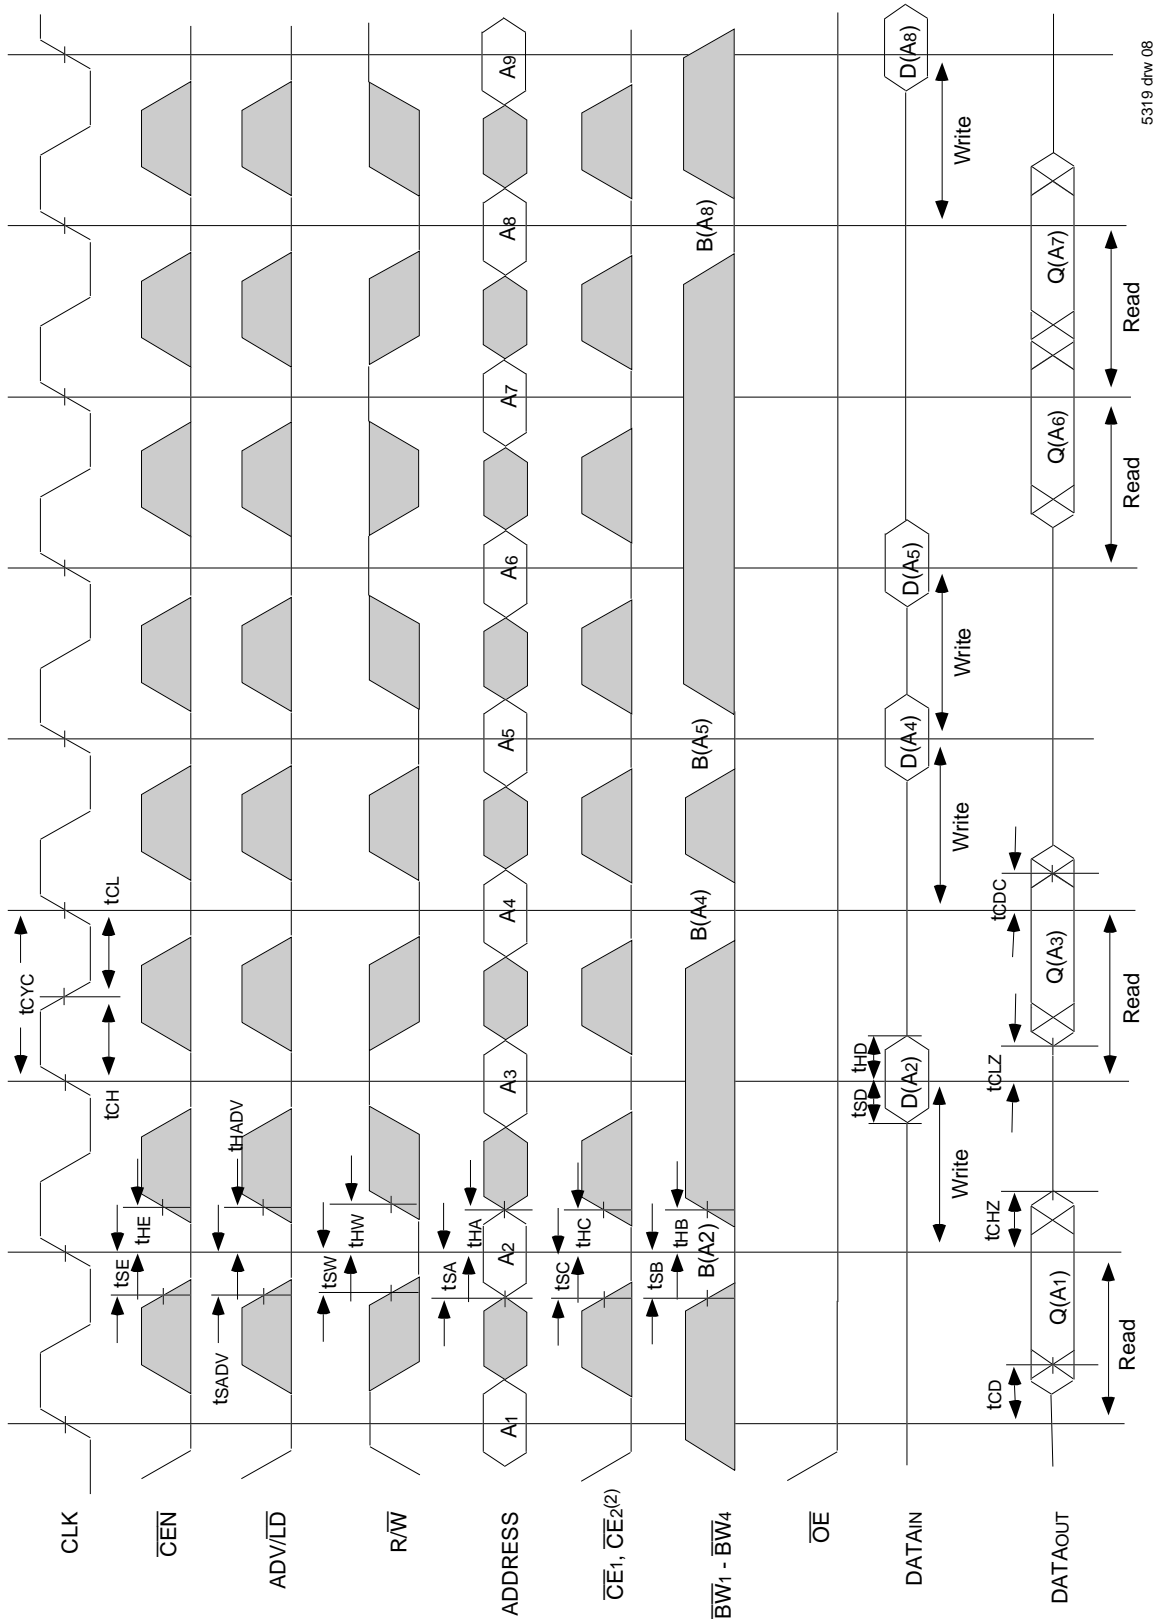 tCYC
tCH
tCL
CLK
tSE
tHE
CEN
tSADV
tHADV
ADV/LD
tSW
tHW
R/W
tSA
tHA
ADDRESS
A1
A2
A3
A4
A5
A6
A7
A8
A9
tSC
tHC
CE1, CE2(2)
tSB
tHB
BW1 - BW4
B(A2)
B(A4)
B(A5)
B(A8)
OE
tSD
tHD
DATAIN
D(A2)
D(A4)
D(A5)
D(A8)
Write
Write
Write
Write
tCD
tCHZ
tCLZ
tCDC
DATAOUT
Q(A1)
Q(A3)
Q(A6)
Q(A7)
Read
Read
Read
Read
5319 drw 08